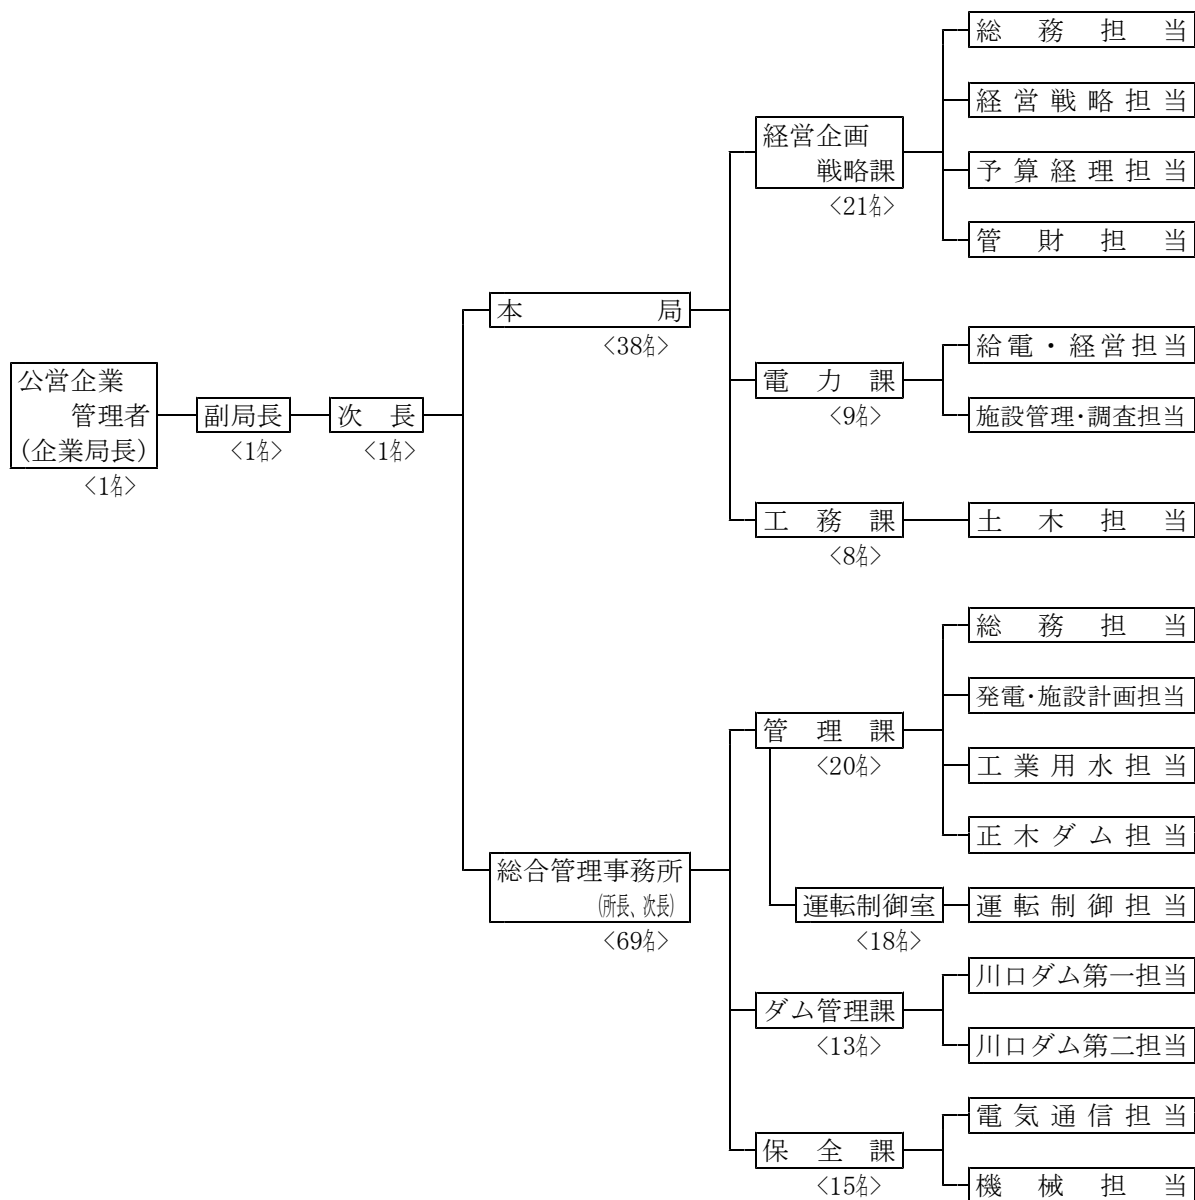 公営企業
管理者
(企業局長)
<1名>
副局長
<1名>
次長
<1名>
本局
<38名>
経営企画
戦略課
<21名>
総務担当
経営戦略担当
予算経理担当
管財担当
電力課
<9名>
給電・経営担当
施設管理・調査担当
工務課
<8名>
土木担当
総合管理事務所
(所長、次長)
<69名>
管理課
<20名>
総務担当
発電・施設計画担当
工業用水担当
正木ダム担当
運転制御室
<18名>
運転制御担当
ダム管理課
<13名>
川口ダム第一担当
川口ダム第二担当
保全課
<15名>
電気通信担当
機械担当